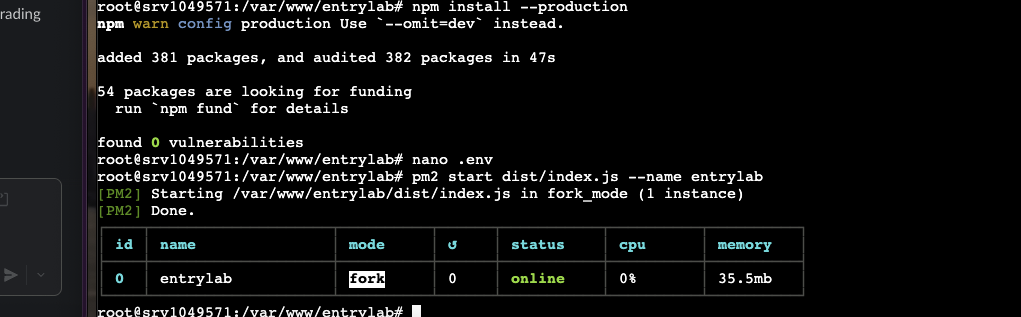 rading
root@srv1049571:/var/www/entrylab# npm install --production
npm warn config production Use `--omit=dev` instead.
added 381 packages, and audited 382 packages in 47s
54 packages are looking for funding
  run `npm fund` for details
found 0 vulnerabilities
root@srv1049571:/var/www/entrylab# nano .env
root@srv1049571:/var/www/entrylab# pm2 start dist/index.js --name entrylab
[PM2] Starting /var/www/entrylab/dist/index.js in fork_mode (1 instance)
[PM2] Done.
id name mode ↺ status cpu memory
0 entrylab fork 0 online 0% 35.5mb
root@srv1049571:/var/www/entrylab#